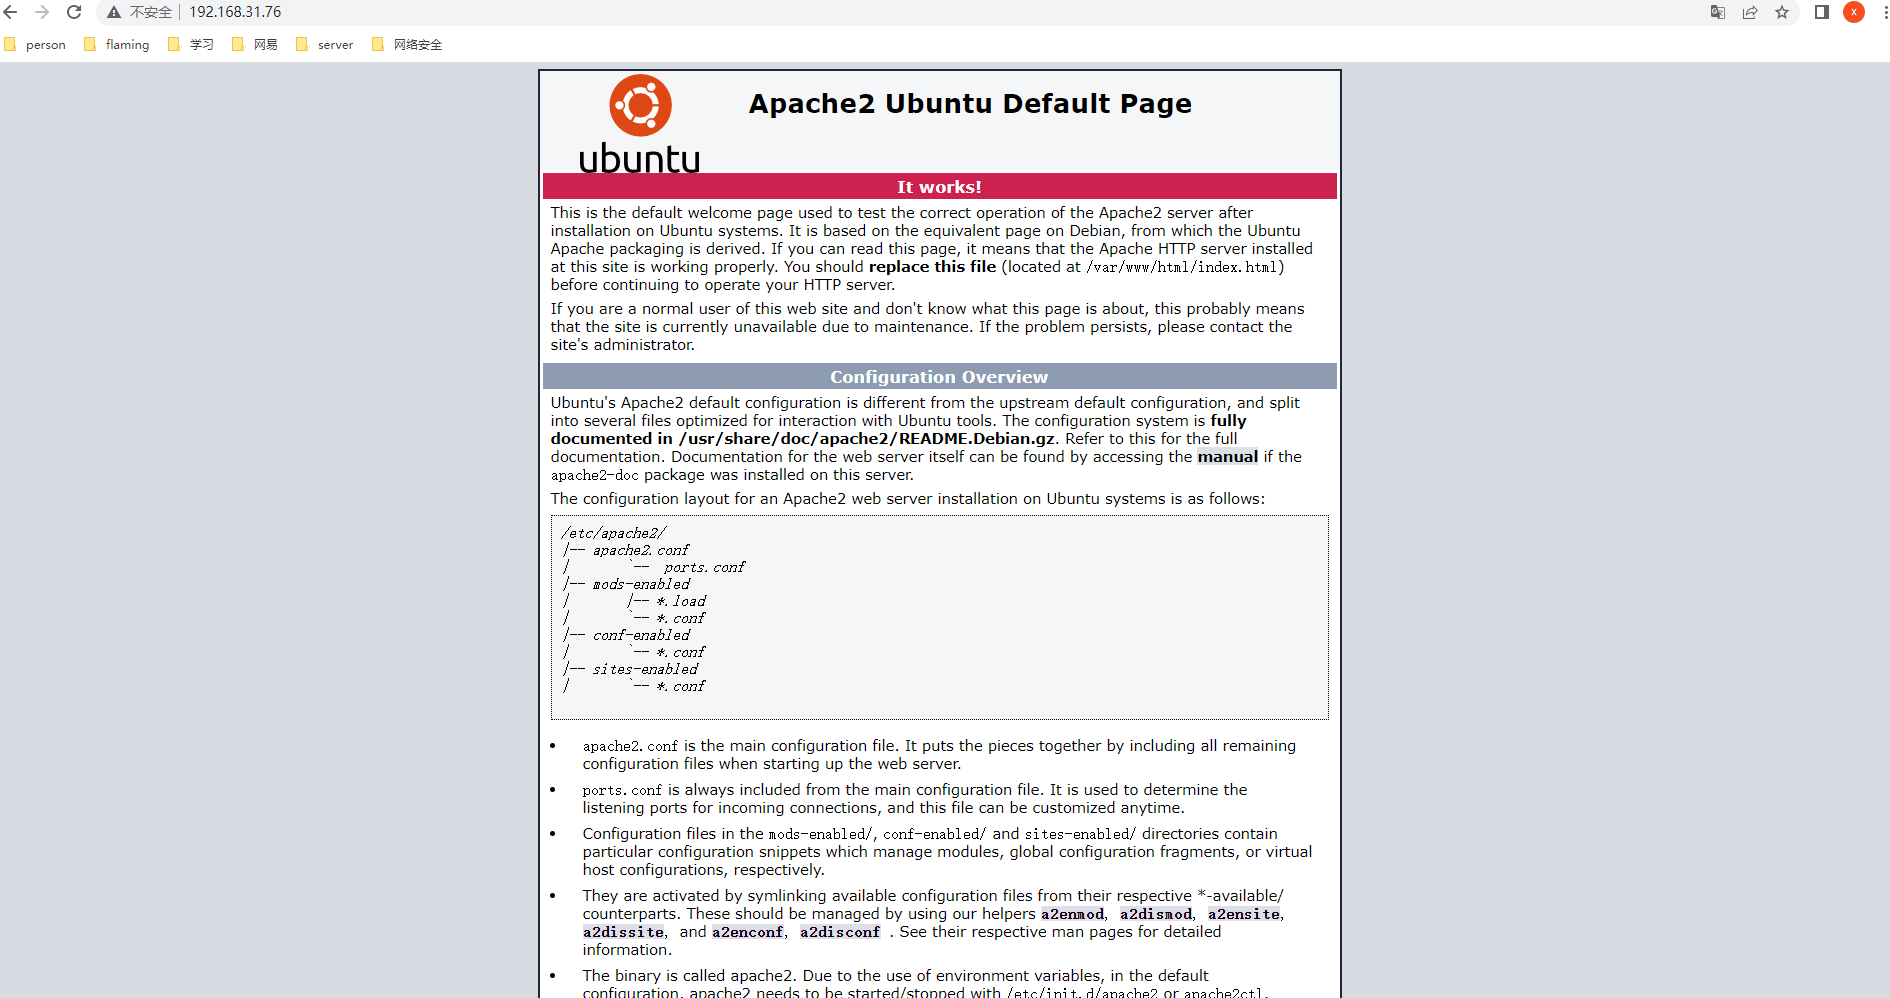 不安全 192.168.31.76 x
person flaming 学习 网易 server 网络安全
ubuntu
Apache2 Ubuntu Default Page
It works!
This is the default welcome page used to test the correct operation of the Apache2 server after
installation on Ubuntu systems. It is based on the equivalent page on Debian, from which the Ubuntu
Apache packaging is derived. If you can read this page, it means that the Apache HTTP server installed
at this site is working properly. You should replace this file (located at /var/www/html/index.html)
before continuing to operate your HTTP server.
If you are a normal user of this web site and don't know what this page is about, this probably means
that the site is currently unavailable due to maintenance. If the problem persists, please contact the
site's administrator.
Configuration Overview
Ubuntu's Apache2 default configuration is different from the upstream default configuration, and split
into several files optimized for interaction with Ubuntu tools. The configuration system is fully
documented in /usr/share/doc/apache2/README.Debian.gz. Refer to this for the full
documentation. Documentation for the web server itself can be found by accessing the manual if the
apache2-doc package was installed on this server.
The configuration layout for an Apache2 web server installation on Ubuntu systems is as follows:
/etc/apache2/
|-- apache2.conf
|       `--  ports.conf
|-- mods-enabled
|       |-- *.load
|       `-- *.conf
|-- conf-enabled
|       `-- *.conf
|-- sites-enabled
|       `-- *.conf
• apache2.conf is the main configuration file. It puts the pieces together by including all remaining
configuration files when starting up the web server.
• ports.conf is always included from the main configuration file. It is used to determine the
listening ports for incoming connections, and this file can be customized anytime.
• Configuration files in the mods-enabled/, conf-enabled/ and sites-enabled/ directories contain
particular configuration snippets which manage modules, global configuration fragments, or virtual
host configurations, respectively.
• They are activated by symlinking available configuration files from their respective *-available/
counterparts. These should be managed by using our helpers a2enmod, a2dismod, a2ensite,
a2dissite, and a2enconf, a2disconf . See their respective man pages for detailed
information.
• The binary is called apache2. Due to the use of environment variables, in the default
configuration, apache2 needs to be started/stopped with /etc/init.d/apache2 or apache2ctl.